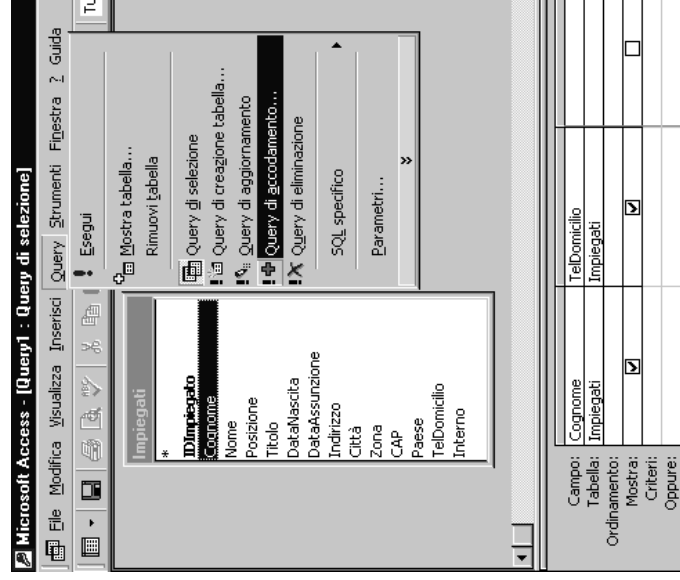 Microsoft Access - [Query1 : Query di selezione]
File Modifica Visualizza Inserisci Query Strumenti Finestra ? Guida
Tu
Esegui
Mostra tabella...
Rimuovi tabella
Query di selezione
Query di creazione tabella...
Query di aggiornamento
Query di accodamento...
Query di eliminazione
SQL specifico
Parametri...
Impiegati
*
IDImpiegato
Cognome
Nome
Posizione
Titolo
DataNascita
DataAssunzione
Indirizzo
Città
Zona
CAP
Paese
TelDomicilio
Interno
Campo: Cognome TelDomicilio
Tabella: Impiegati Impiegati
Ordinamento:
Mostra:
Criteri:
Oppure: